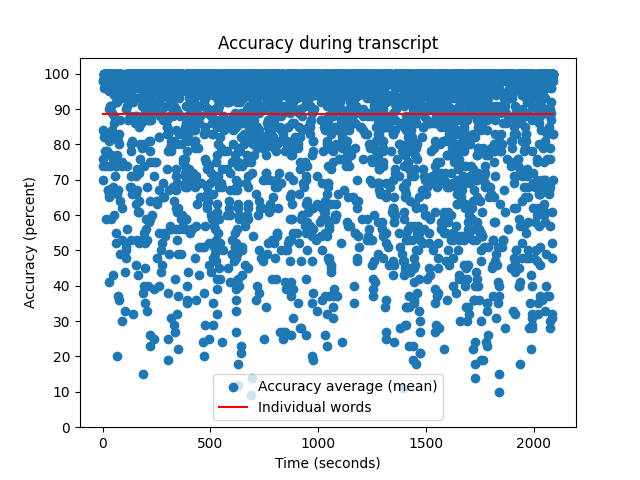 Accuracy during transcript
100
90
80
70
60
50
40
30
20
10
0
Accuracy (percent)
Accuracy average (mean)
Individual words
0 500 1000 1500 2000
Time (seconds)